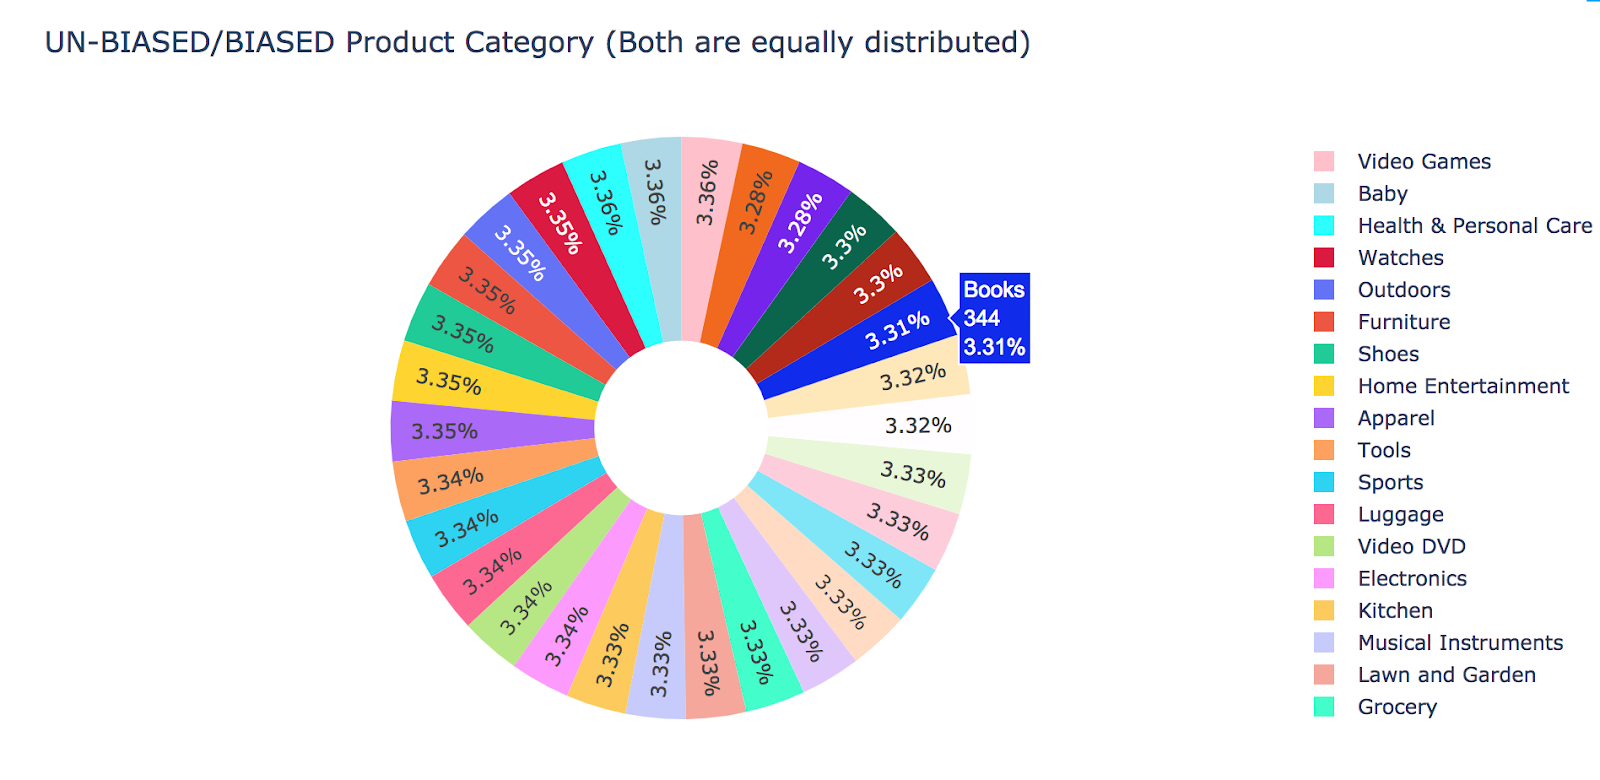 UN-BIASED/BIASED Product Category (Both are equally distributed)
3.36%
3.28%
3.28%
3.3%
3.3%
3.31%
Books
344
3.31%
3.32%
3.32%
3.33%
3.33%
3.33%
3.33%
3.33%
3.33%
3.33%
3.33%
3.33%
3.34%
3.34%
3.34%
3.34%
3.34%
3.35%
3.35%
3.35%
3.35%
3.35%
3.35%
3.36%
3.36%
Video Games
Baby
Health & Personal Care
Watches
Outdoors
Furniture
Shoes
Home Entertainment
Apparel
Tools
Sports
Luggage
Video DVD
Electronics
Kitchen
Musical Instruments
Lawn and Garden
Grocery